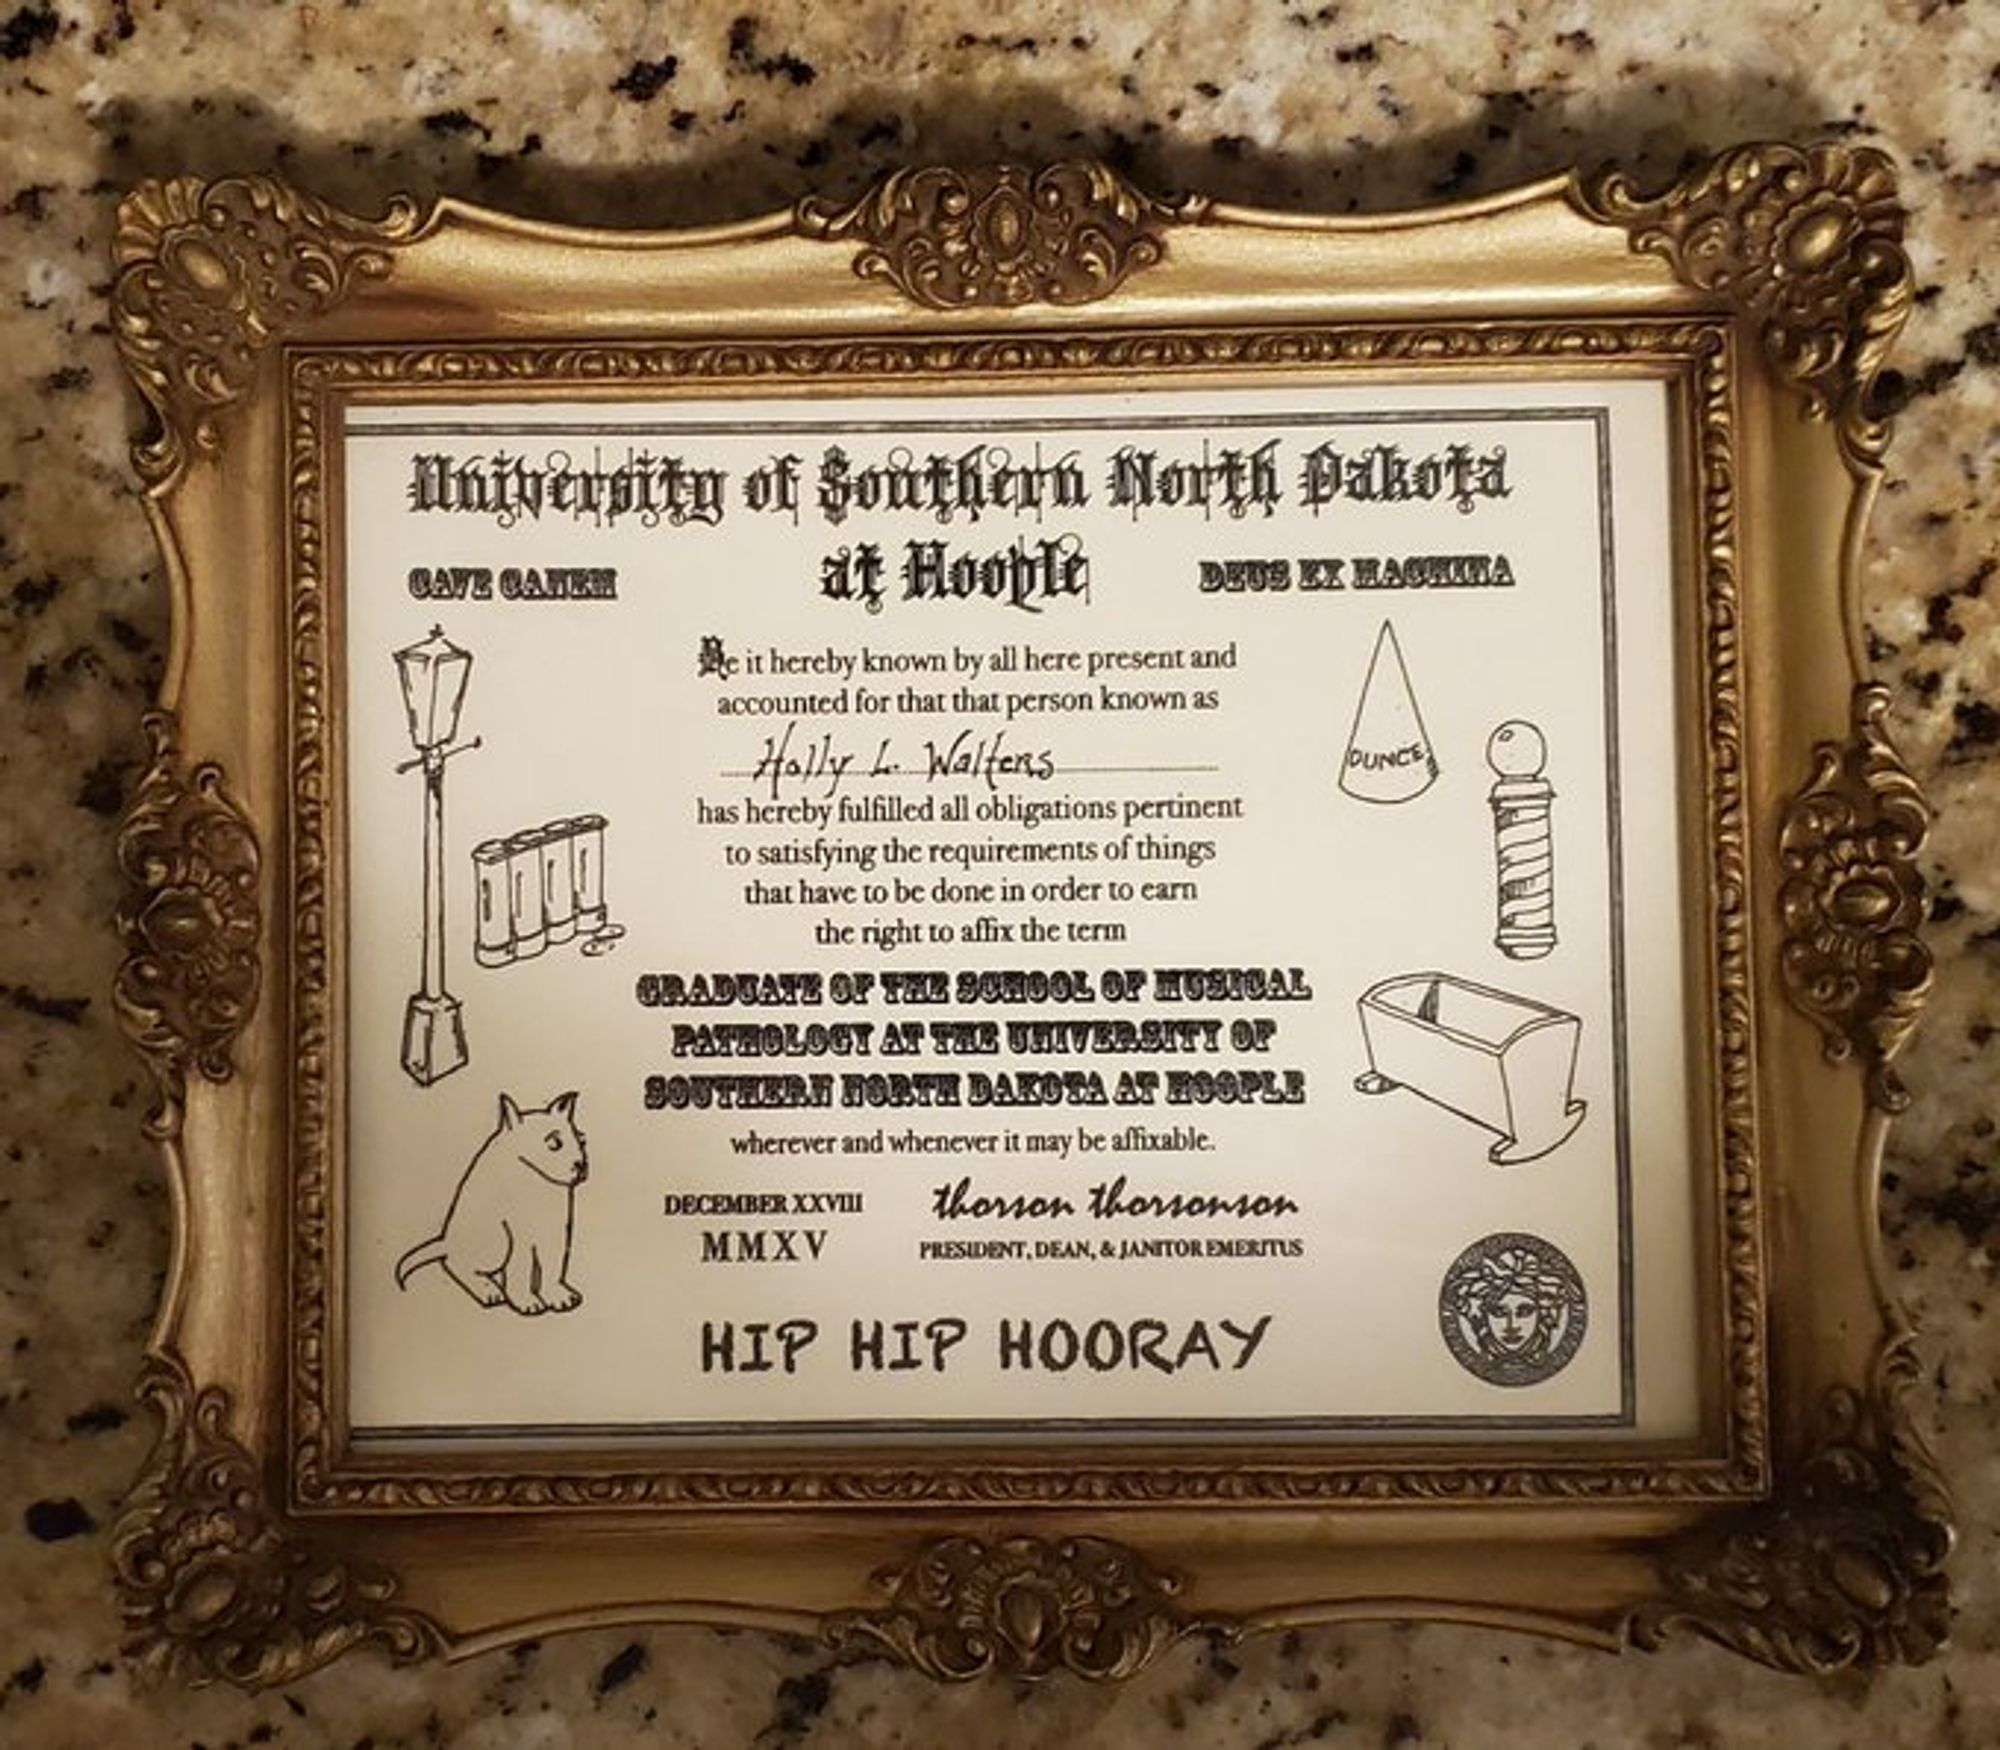 University of Southern North Dakota
at Hoople
CAVE CANEM
DEUS EX MACHINA
Be it hereby known by all here present and
accounted for that that person known as
Holly L. Walters
has hereby fulfilled all obligations pertinent
to satisfying the requirements of things
that have to be done in order to earn
the right to affix the term
GRADUATE OF THE SCHOOL OF MUSICAL
PATHOLOGY AT THE UNIVERSITY OF
SOUTHERN NORTH DAKOTA AT HOOPLE
wherever and whenever it may be affixable.
DECEMBER XXVIII
MMXV
thorson thorsonson
PRESIDENT, DEAN, & JANITOR EMERITUS
HIP HIP HOORAY
DUNCE